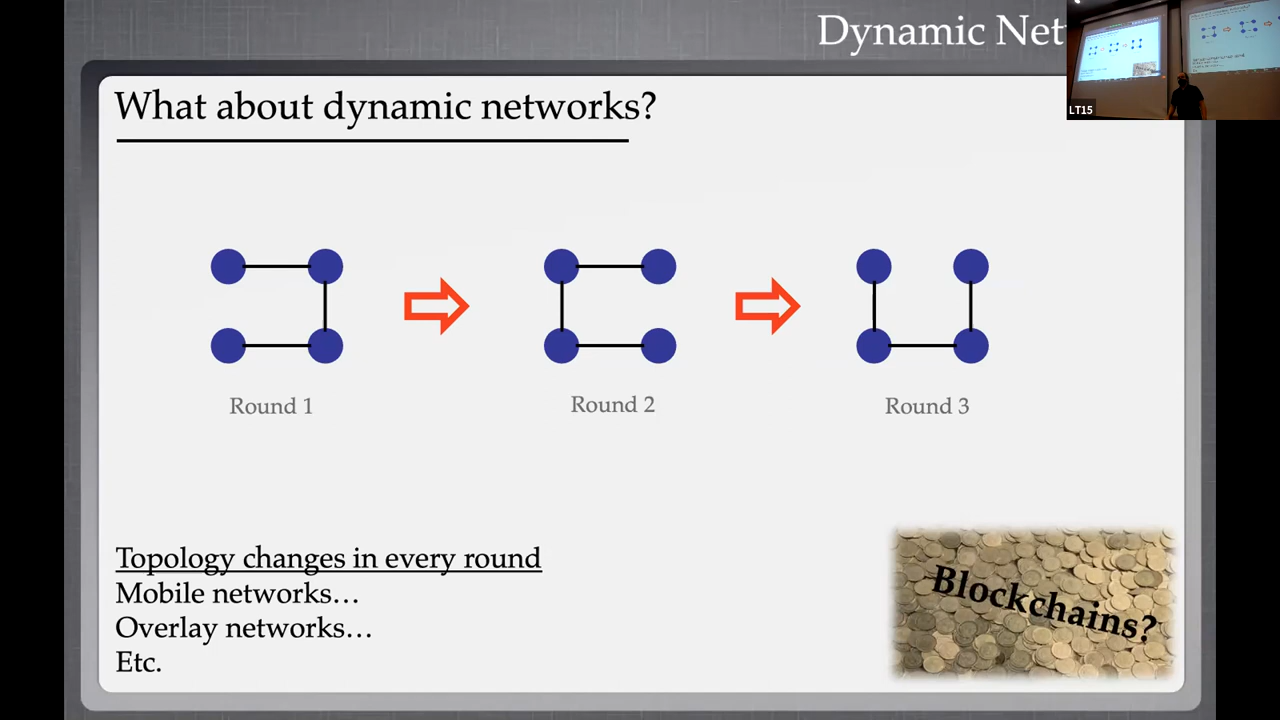 Dynamic Net
LT15
What about dynamic networks?
Round 1
Round 2
Round 3
Topology changes in every round
Mobile networks…
Overlay networks…
Etc.
Blockchains?